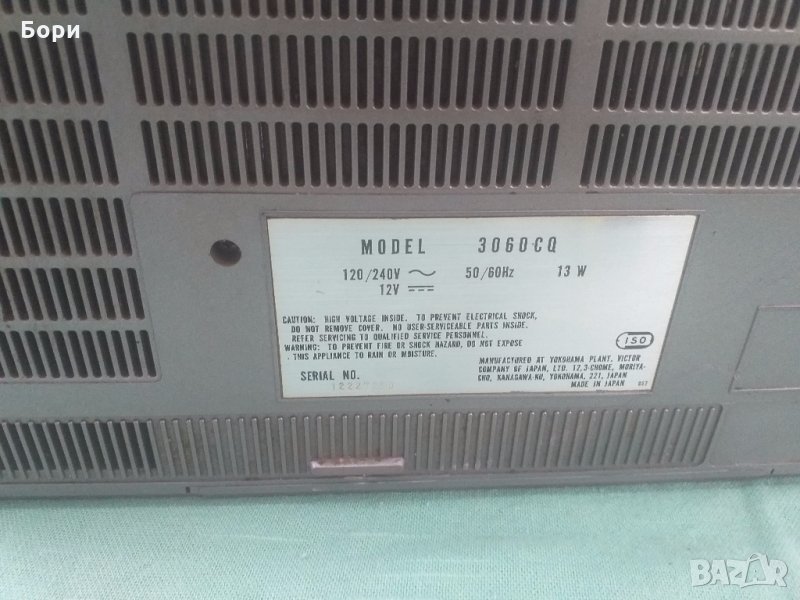 Бори
MODEL 3060CQ
120/240V 50/60Hz 13 W
12V
CAUTION: HIGH VOLTAGE INSIDE. TO PREVENT ELECTRICAL SHOCK,
DO NOT REMOVE COVER. NO USER-SERVICEABLE PARTS INSIDE.
REFER SERVICING TO QUALIFIED SERVICE PERSONNEL.
WARNING: TO PREVENT FIRE OR SHOCK HAZARD, DO NOT EXPOSE
THIS APPLIANCE TO RAIN OR MOISTURE.
ISO
MANUFACTURED AT YOKOHAMA PLANT, VICTOR
COMPANY OF JAPAN, LTD. 12,3-CHOME, MORIYA-
CHO, KANAGAWA-KU, YOKOHAMA, 221, JAPAN
MADE IN JAPAN
SERIAL NO.
BAZAR